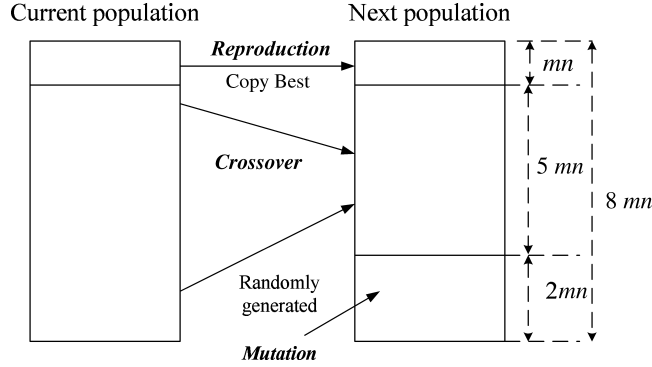 Current population
Next population
Reproduction
Copy Best
Crossover
Randomly
generated
Mutation
mn
5 mn
8 mn
2mn